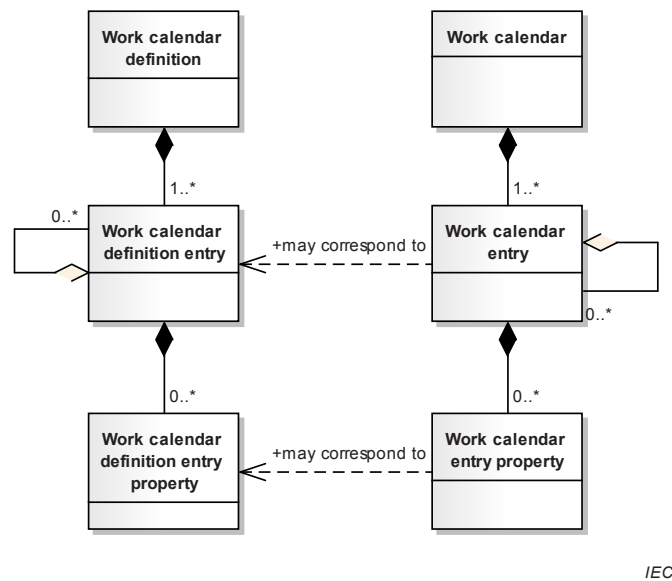 Work calendar
definition
Work calendar
1..*
1..*
0..*
Work calendar
definition entry
+may correspond to
Work calendar
entry
0..*
0..*
0..*
Work calendar
definition entry
property
+may correspond to
Work calendar
entry property
IEC